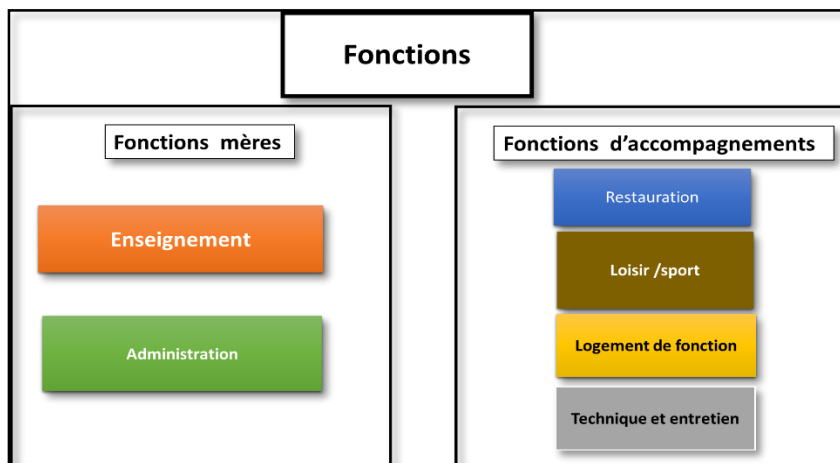 Fonctions
Fonctions mères
Enseignement
Administration
Fonctions d'accompagnements
Restauration
Loisir /sport
Logement de fonction
Technique et entretien